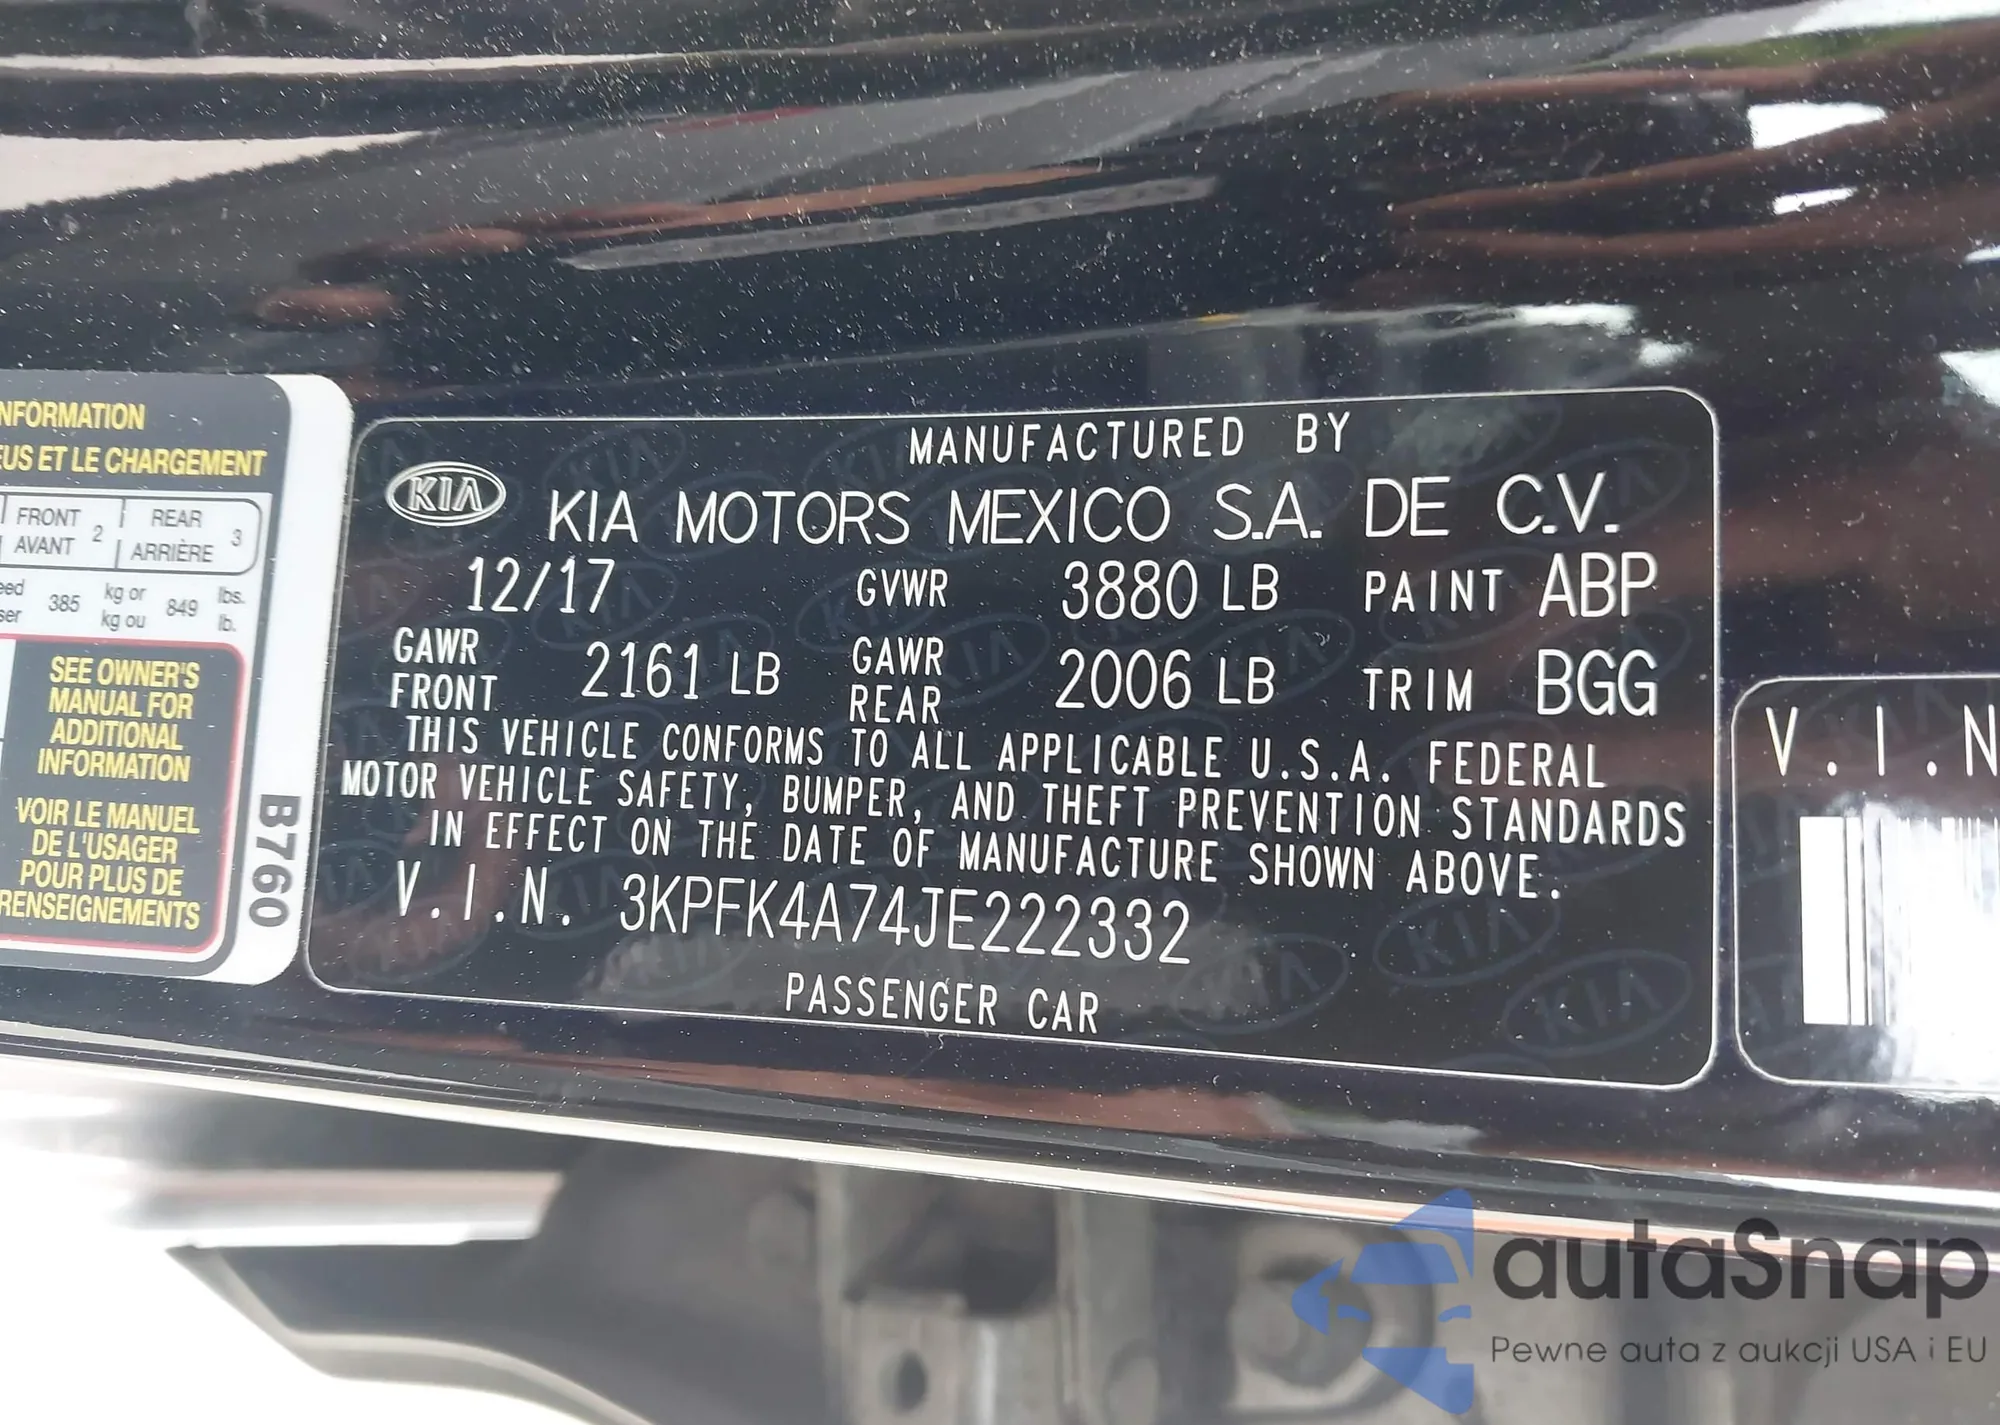 NFORMATION
EUS ET LE CHARGEMENT
FRONT 2 REAR 3
AVANT ARRIÈRE
kg or lbs.
385 849
kg ou lb.
SEE OWNER'S
MANUAL FOR
ADDITIONAL
INFORMATION
VOIR LE MANUEL
DE L'USAGER
POUR PLUS DE
RENSEIGNEMENTS
B760
MANUFACTURED BY
KIA KIA MOTORS MEXICO S.A. DE C.V.
12/17 GVWR 3880 LB PAINT ABP
GAWR FRONT 2161 LB GAWR REAR 2006 LB TRIM BGG
THIS VEHICLE CONFORMS TO ALL APPLICABLE U.S.A. FEDERAL
MOTOR VEHICLE SAFETY, BUMPER, AND THEFT PREVENTION STANDARDS
IN EFFECT ON THE DATE OF MANUFACTURE SHOWN ABOVE.
V.I.N. 3KPFK4A74JE222332
PASSENGER CAR
V.I.N
autaSnap
Pewne auta z aukcji USA i EU